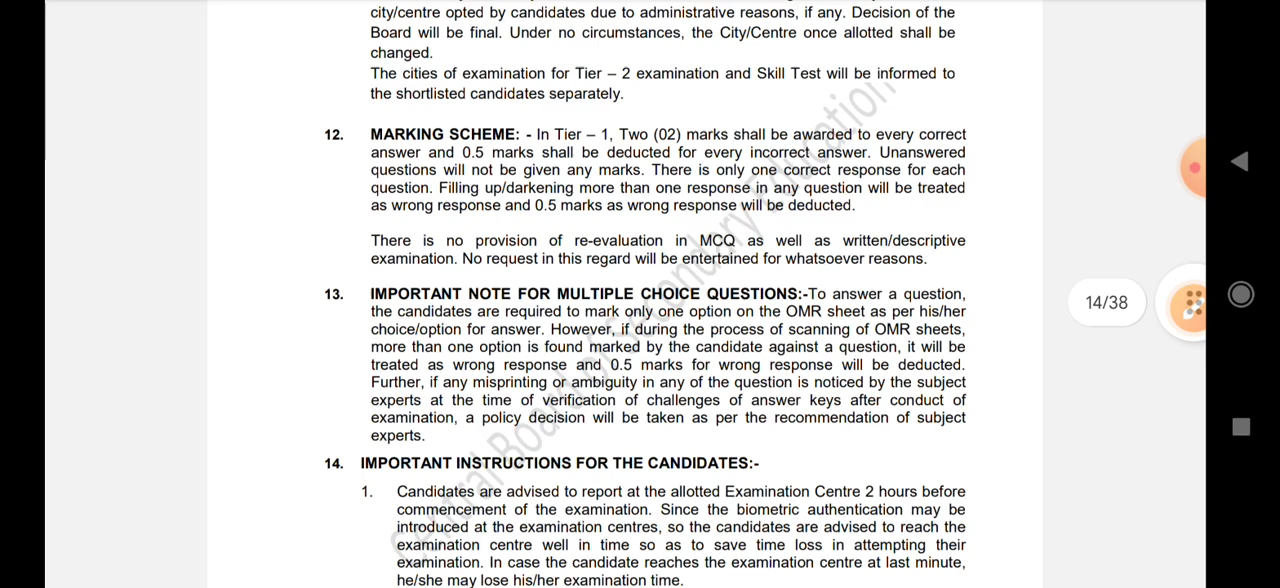 city/centre opted by candidates due to administrative reasons, if any. Decision of the
Board will be final. Under no circumstances, the City/Centre once allotted shall be
changed.
The cities of examination for Tier – 2 examination and Skill Test will be informed to
the shortlisted candidates separately.
12. MARKING SCHEME: - In Tier – 1, Two (02) marks shall be awarded to every correct
answer and 0.5 marks shall be deducted for every incorrect answer. Unanswered
questions will not be given any marks. There is only one correct response for each
question. Filling up/darkening more than one response in any question will be treated
as wrong response and 0.5 marks as wrong response will be deducted.
There is no provision of re-evaluation in MCQ as well as written/descriptive
examination. No request in this regard will be entertained for whatsoever reasons.
13. IMPORTANT NOTE FOR MULTIPLE CHOICE QUESTIONS:-To answer a question,
the candidates are required to mark only one option on the OMR sheet as per his/her
choice/option for answer. However, if during the process of scanning of OMR sheets,
more than one option is found marked by the candidate against a question, it will be
treated as wrong response and 0.5 marks for wrong response will be deducted.
Further, if any misprinting or ambiguity in any of the question is noticed by the subject
experts at the time of verification of challenges of answer keys after conduct of
examination, a policy decision will be taken as per the recommendation of subject
experts.
14. IMPORTANT INSTRUCTIONS FOR THE CANDIDATES:-
1. Candidates are advised to report at the allotted Examination Centre 2 hours before
commencement of the examination. Since the biometric authentication may be
introduced at the examination centres, so the candidates are advised to reach the
examination centre well in time so as to save time loss in attempting their
examination. In case the candidate reaches the examination centre at last minute,
he/she may lose his/her examination time.
Central Board of Secondary Education
14/38